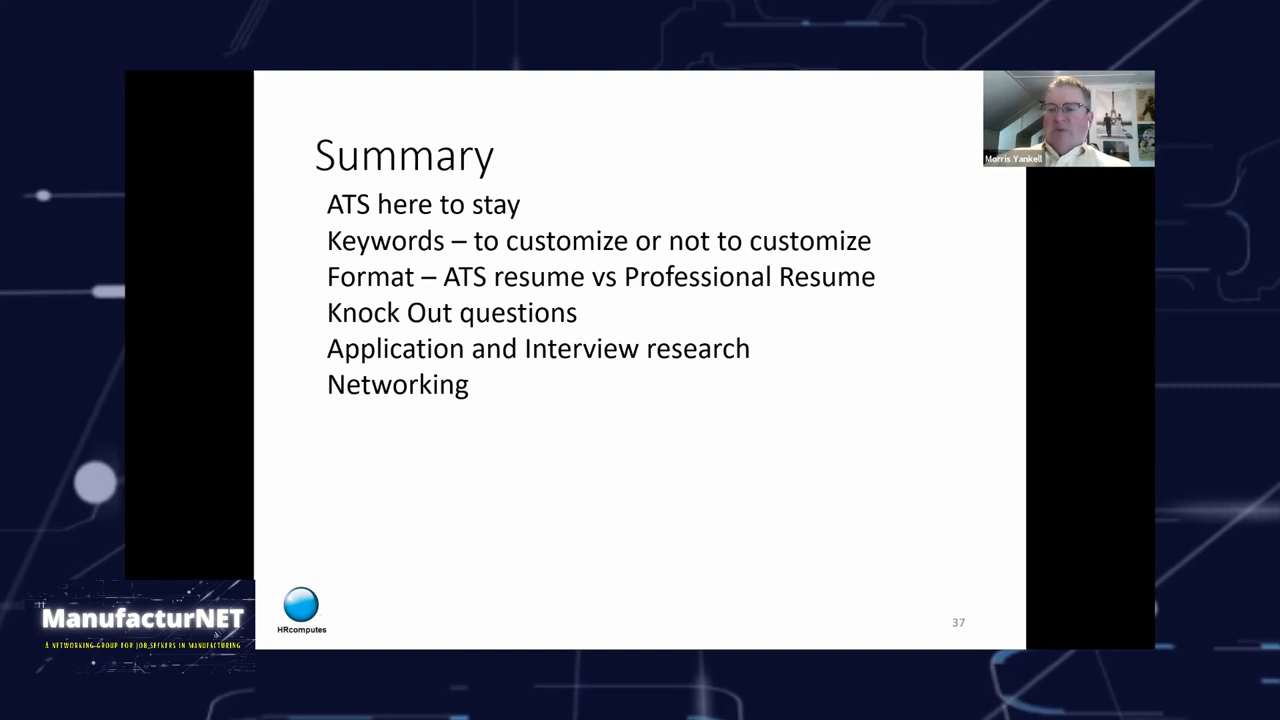 Summary
ATS here to stay
Keywords – to customize or not to customize
Format – ATS resume vs Professional Resume
Knock Out questions
Application and Interview research
Networking
Morris Yankell
HRcomputes
37
ManufacturNET
A NETWORKING GROUP FOR JOB SEEKERS IN MANUFACTURING